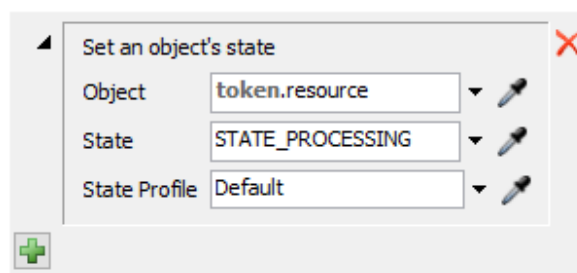 Set an object's state
Object token.resource
State STATE_PROCESSING
State Profile Default